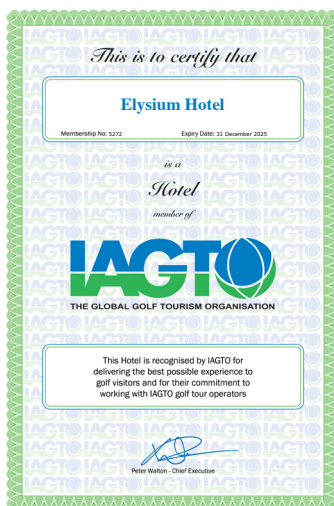 This is to certify that
Elysium Hotel
Membership No: 5272 Expiry Date: 31 December 2025
is a
Hotel
member of
IAGTO
THE GLOBAL GOLF TOURISM ORGANISATION
This Hotel is recognised by IAGTO for
delivering the best possible experience to
golf visitors and for their commitment to
working with IAGTO golf tour operators
Peter Walton - Chief Executive